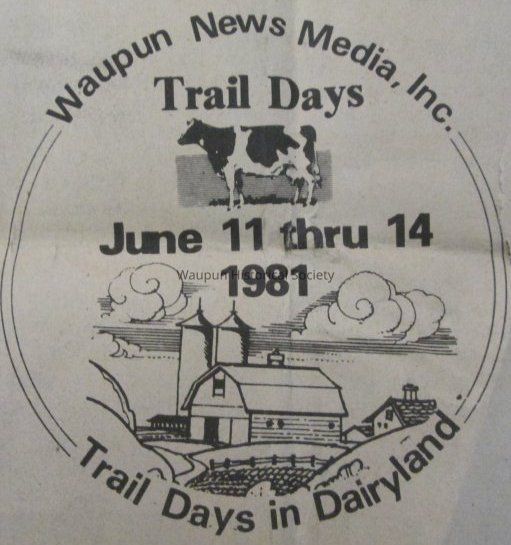 Waupun News Media, Inc.
Trail Days
June 11 thru 14
1981
Waupun Historical Society
Trail Days in Dairyland